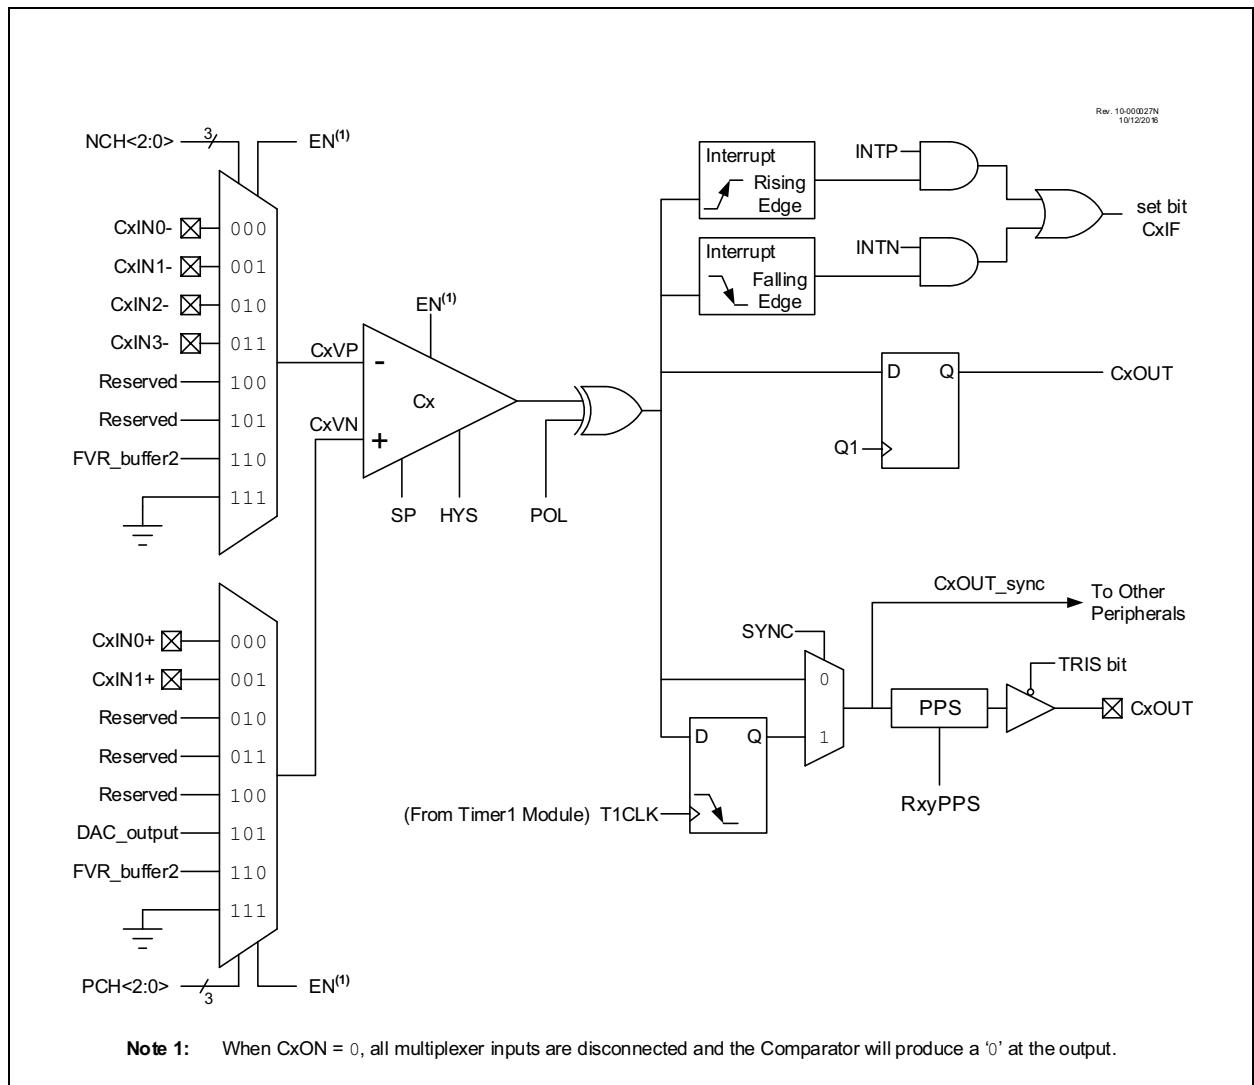 Rev. 10-000027N
10/12/2016
NCH<2:0>
3
EN(1)
CxIN0-
000
CxIN1-
001
CxIN2-
010
CxIN3-
011
Reserved
100
Reserved
101
FVR_buffer2
110
111
CxVP
CxVN
EN(1)
-
Cx
+
SP
HYS
POL
Interrupt
Rising
Edge
INTP
Interrupt
Falling
Edge
INTN
set bit
CxIF
D
Q
Q1
CxOUT
CxIN0+
000
CxIN1+
001
Reserved
010
Reserved
011
Reserved
100
DAC_output
101
FVR_buffer2
110
111
PCH<2:0>
3
EN(1)
CxOUT_sync
To Other
Peripherals
SYNC
0
1
D
Q
(From Timer1 Module) T1CLK
PPS
RxyPPS
TRIS bit
CxOUT
Note 1: When CxON = 0, all multiplexer inputs are disconnected and the Comparator will produce a ‘0’ at the output.